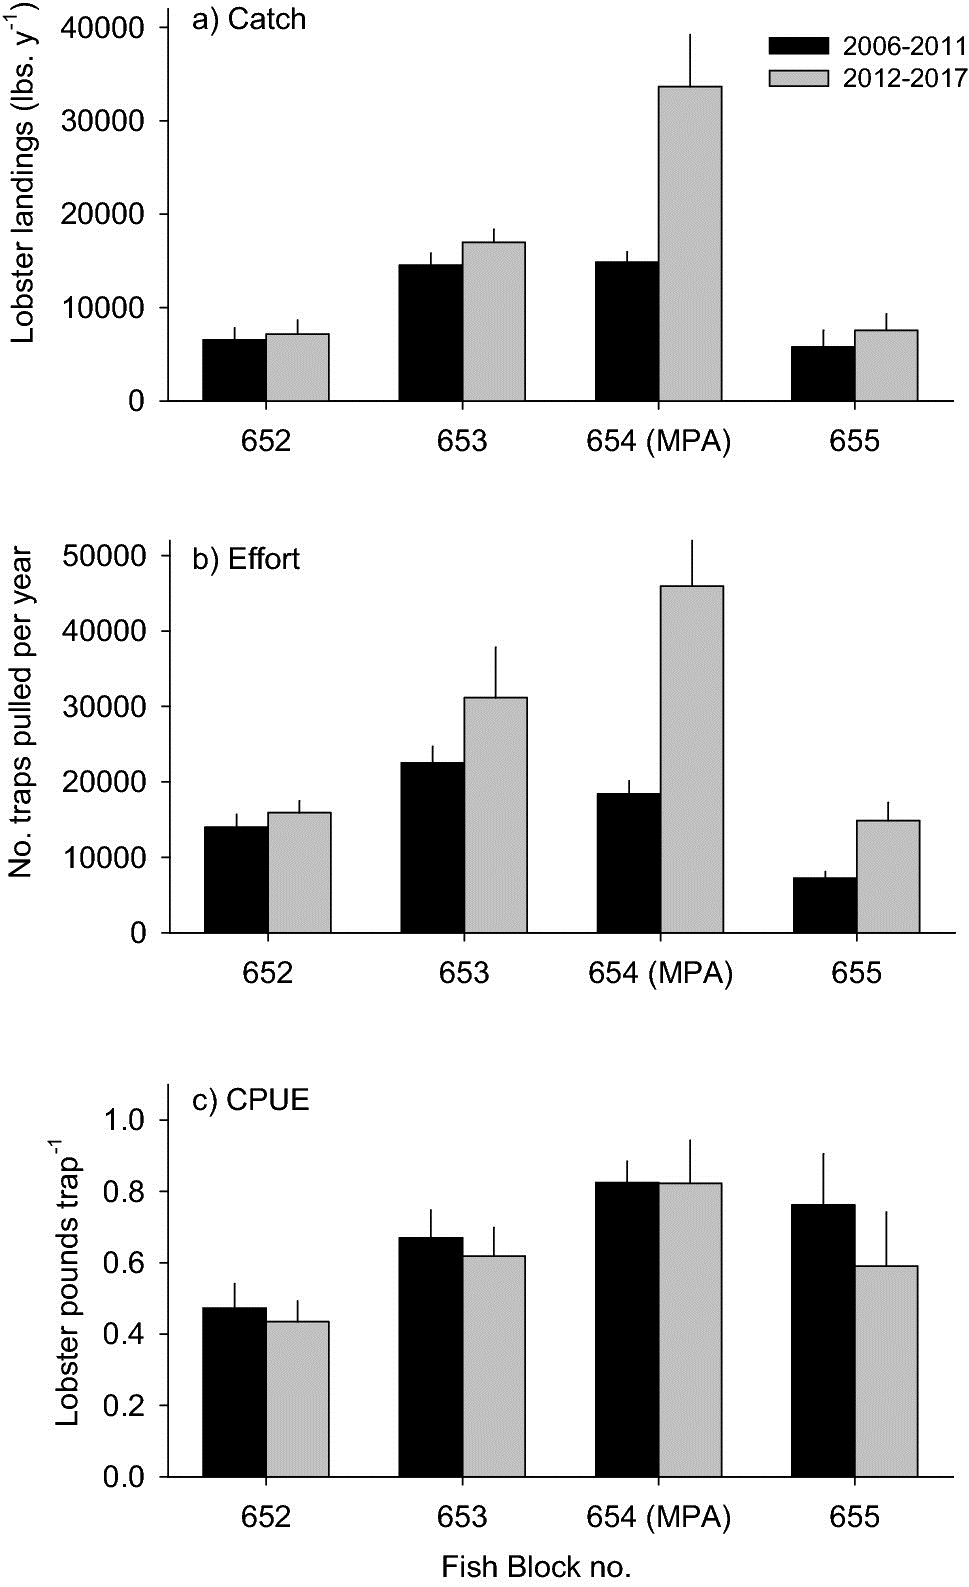 a) Catch
2006-2011
2012-2017
Lobster landings (lbs. y-1)
40000
30000
20000
10000
0
652 653 654 (MPA) 655
b) Effort
No. traps pulled per year
50000
40000
30000
20000
10000
0
652 653 654 (MPA) 655
c) CPUE
Lobster pounds trap-1
1.0
0.8
0.6
0.4
0.2
0.0
652 653 654 (MPA) 655
Fish Block no.